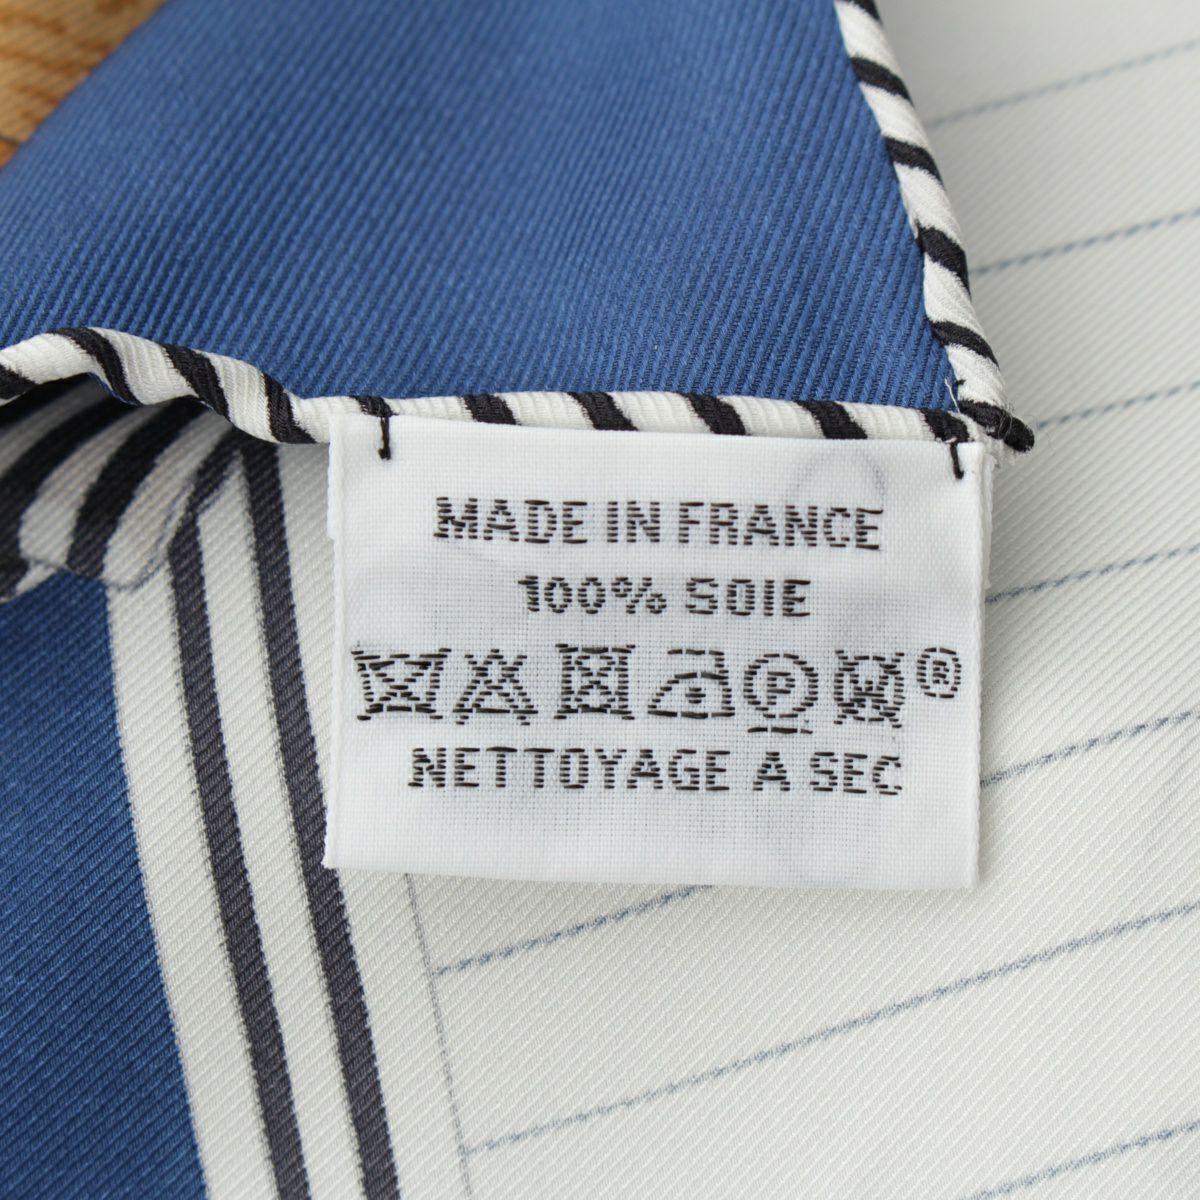 MADE IN FRANCE
100% SOIE
P W ®
NETTOYAGE A SEC